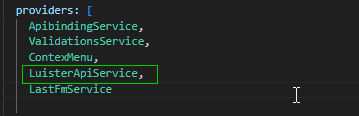 providers: [
ApibindingService,
ValidationsService,
ContexMenu,
LuisterApiService,
LastFmService